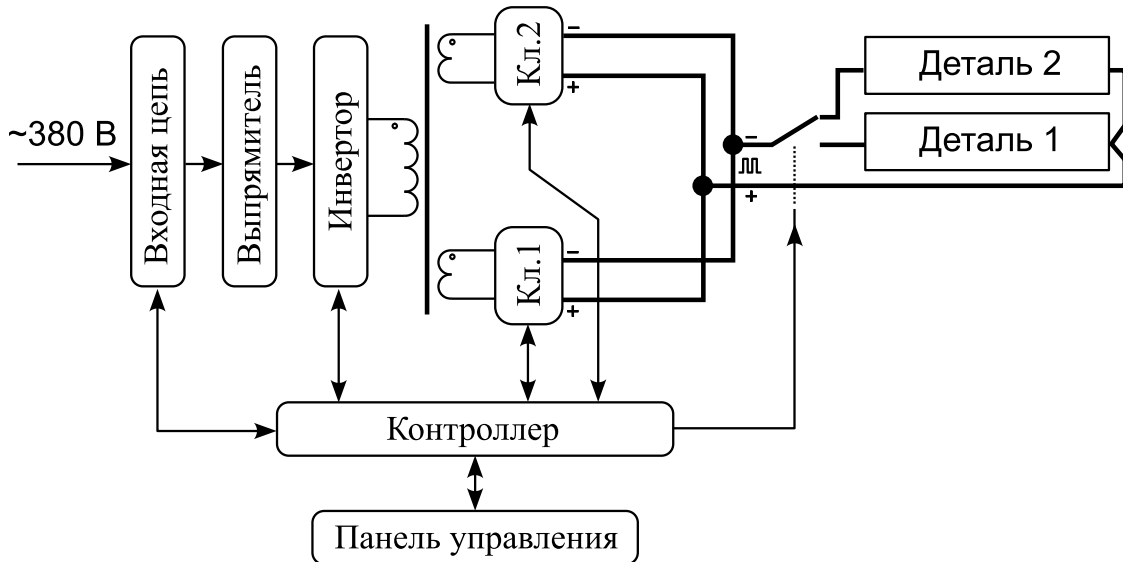 ~380 В
Входная цепь
Выпрямитель
Инвертор
Кл.2
−
+
Кл.1
−
+
−
+
Деталь 2
Деталь 1
Контроллер
Панель управления